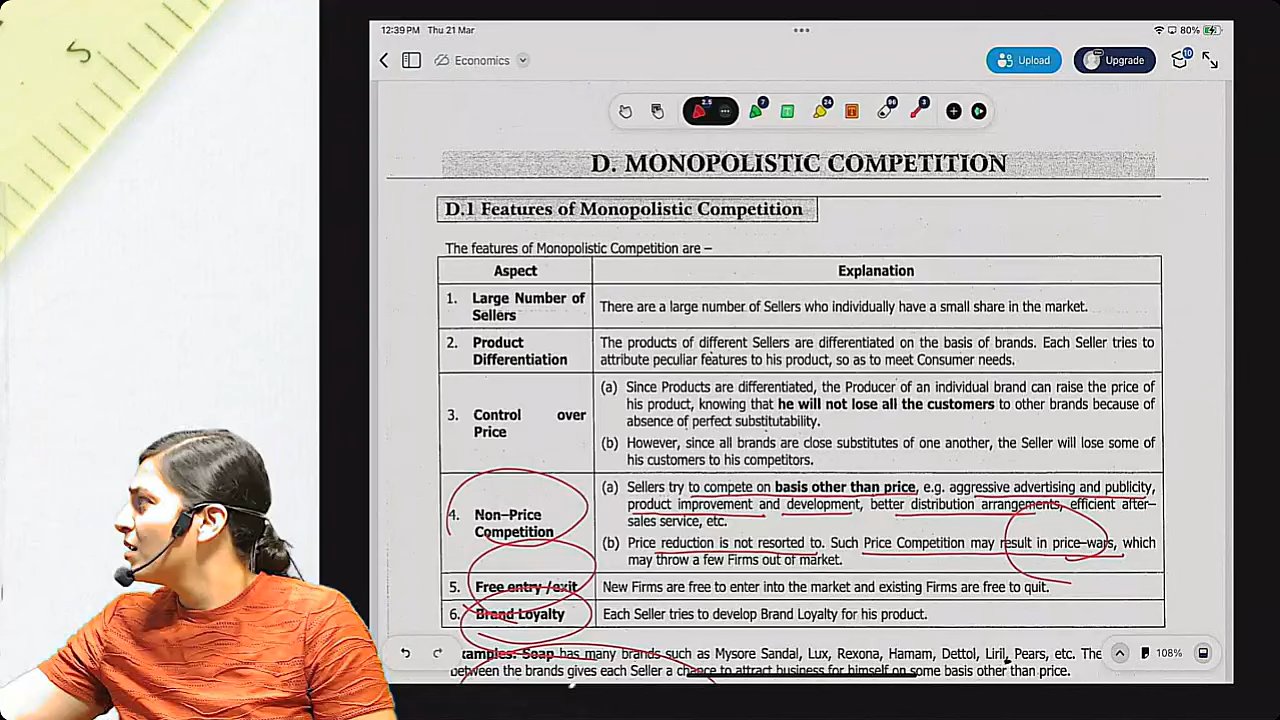 5
12:39 PM Thu 21 Mar
80%
Economics
Upload
Upgrade
10
2.5
7
24
96
3
D. MONOPOLISTIC COMPETITION
D.1 Features of Monopolistic Competition
The features of Monopolistic Competition are –
Aspect
Explanation
1. Large Number of
Sellers
There are a large number of Sellers who individually have a small share in the market.
2. Product
Differentiation
The products of different Sellers are differentiated on the basis of brands. Each Seller tries to
attribute peculiar features to his product, so as to meet Consumer needs.
3. Control over
Price
(a) Since Products are differentiated, the Producer of an individual brand can raise the price of
his product, knowing that he will not lose all the customers to other brands because of
absence of perfect substitutability.
(b) However, since all brands are close substitutes of one another, the Seller will lose some of
his customers to his competitors.
4. Non–Price
Competition
(a) Sellers try to compete on basis other than price, e.g. aggressive advertising and publicity,
product improvement and development, better distribution arrangements, efficient after–
sales service, etc.
(b) Price reduction is not resorted to. Such Price Competition may result in price–wars, which
may throw a few Firms out of market.
5. Free entry /exit
New Firms are free to enter into the market and existing Firms are free to quit.
6. Brand Loyalty
Each Seller tries to develop Brand Loyalty for his product.
xamples: Soap has many brands such as Mysore Sandal, Lux, Rexona, Hamam, Dettol, Liril, Pears, etc. The
between the brands gives each Seller a chance to attract business for himself on some basis other than price.
108%